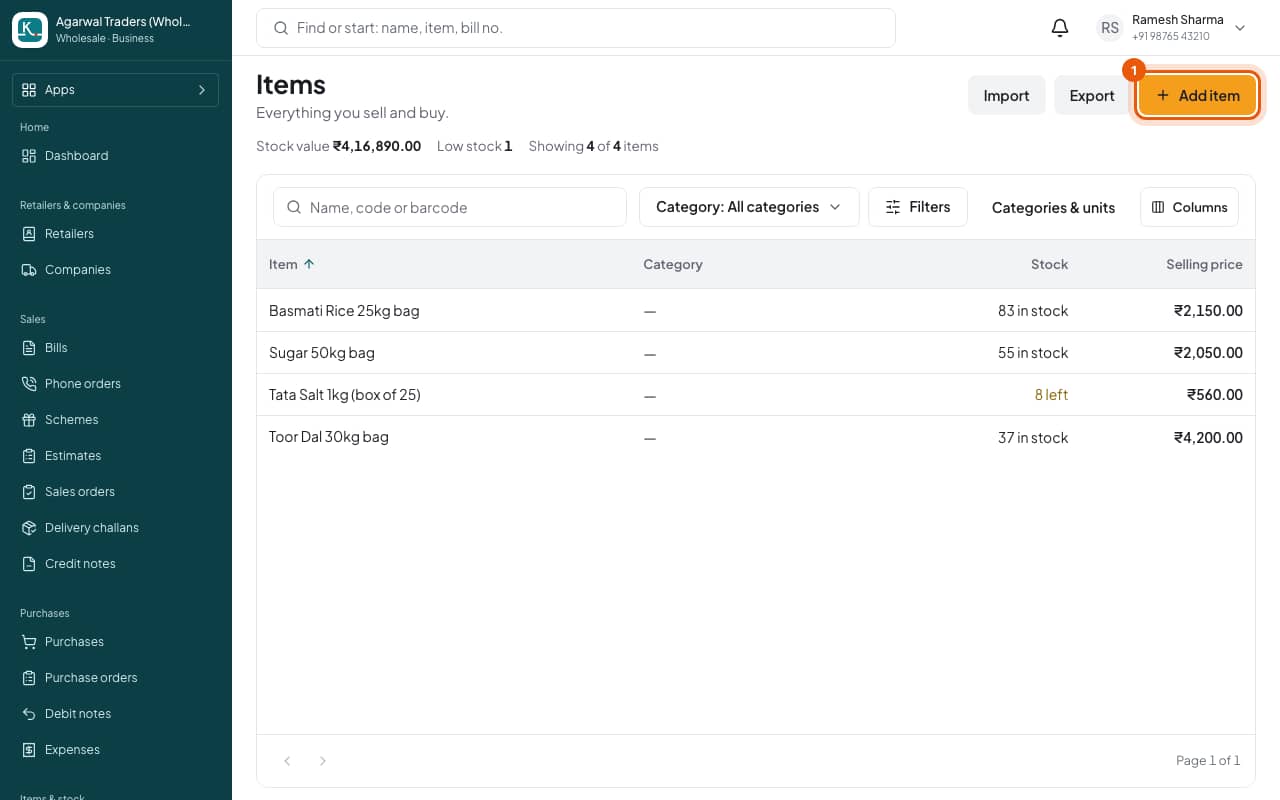 Agarwal Traders (Whol...
Wholesale · Business
Apps
Home
Dashboard
Retailers & companies
Retailers
Companies
Sales
Bills
Phone orders
Schemes
Estimates
Sales orders
Delivery challans
Credit notes
Purchases
Purchases
Purchase orders
Debit notes
Expenses
Items & stock
Find or start: name, item, bill no.
RS
Ramesh Sharma
+91 98765 43210
Items
Everything you sell and buy.
Import
Export
1
+ Add item
Stock value ₹4,16,890.00 Low stock 1 Showing 4 of 4 items
Name, code or barcode
Category: All categories
Filters
Categories & units
Columns
Item ↑ Category Stock Selling price
Basmati Rice 25kg bag — 83 in stock ₹2,150.00
Sugar 50kg bag — 55 in stock ₹2,050.00
Tata Salt 1kg (box of 25) — 8 left ₹560.00
Toor Dal 30kg bag — 37 in stock ₹4,200.00
Page 1 of 1